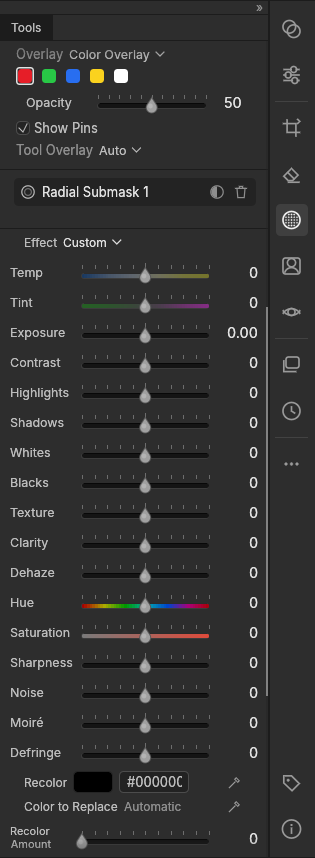 »
Tools
Overlay Color Overlay
Opacity 50
Show Pins
Tool Overlay Auto
Radial Submask 1
Effect Custom
Temp 0
Tint 0
Exposure 0.00
Contrast 0
Highlights 0
Shadows 0
Whites 0
Blacks 0
Texture 0
Clarity 0
Dehaze 0
Hue 0
Saturation 0
Sharpness 0
Noise 0
Moiré 0
Defringe 0
Recolor #000000
Color to Replace Automatic
Recolor
Amount 0